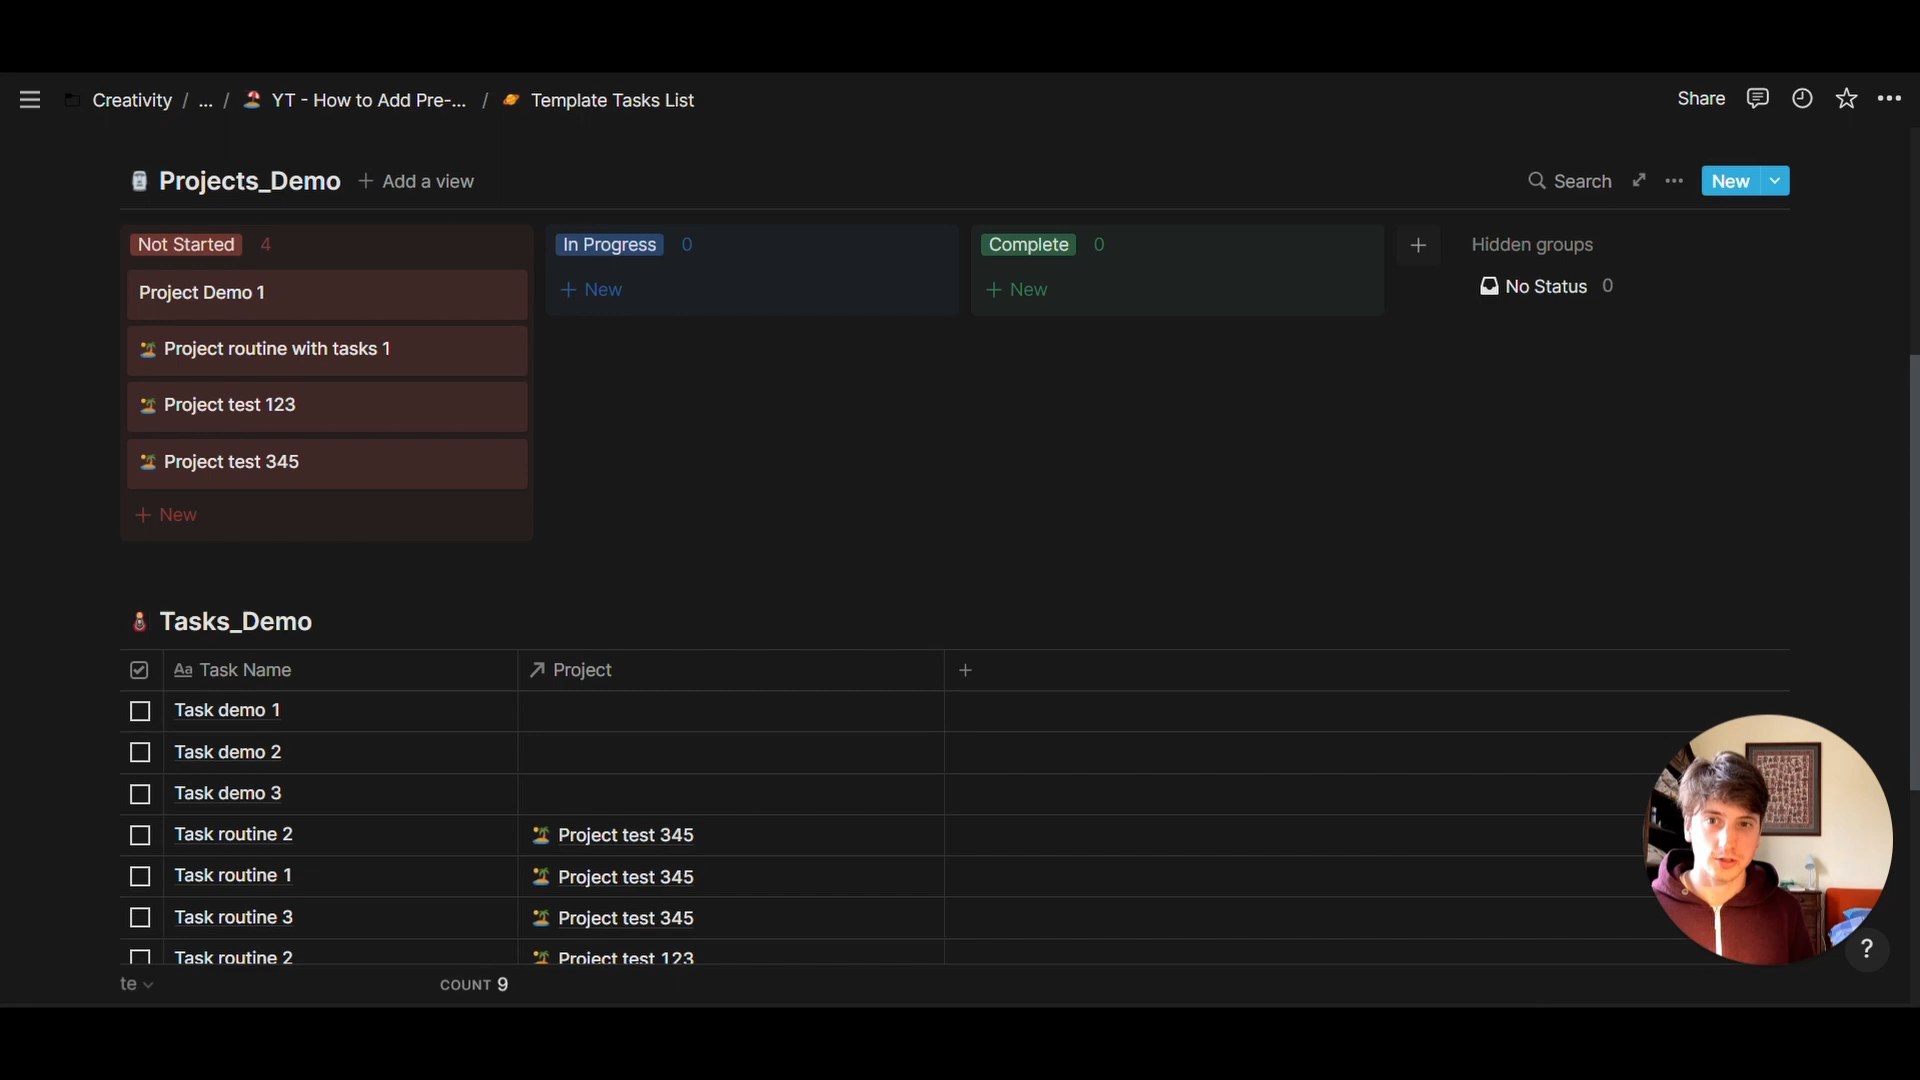 Creativity / ... / YT - How to Add Pre-... / Template Tasks List
Share
Projects_Demo + Add a view
Search
New
Not Started 4
In Progress 0
Complete 0
+
Hidden groups
Project Demo 1
+ New
+ New
No Status 0
Project routine with tasks 1
Project test 123
Project test 345
+ New
Tasks_Demo
Aa Task Name
Project
+
Task demo 1
Task demo 2
Task demo 3
Task routine 2 Project test 345
Task routine 1 Project test 345
Task routine 3 Project test 345
Task routine 2 Project test 123
te
COUNT 9
?